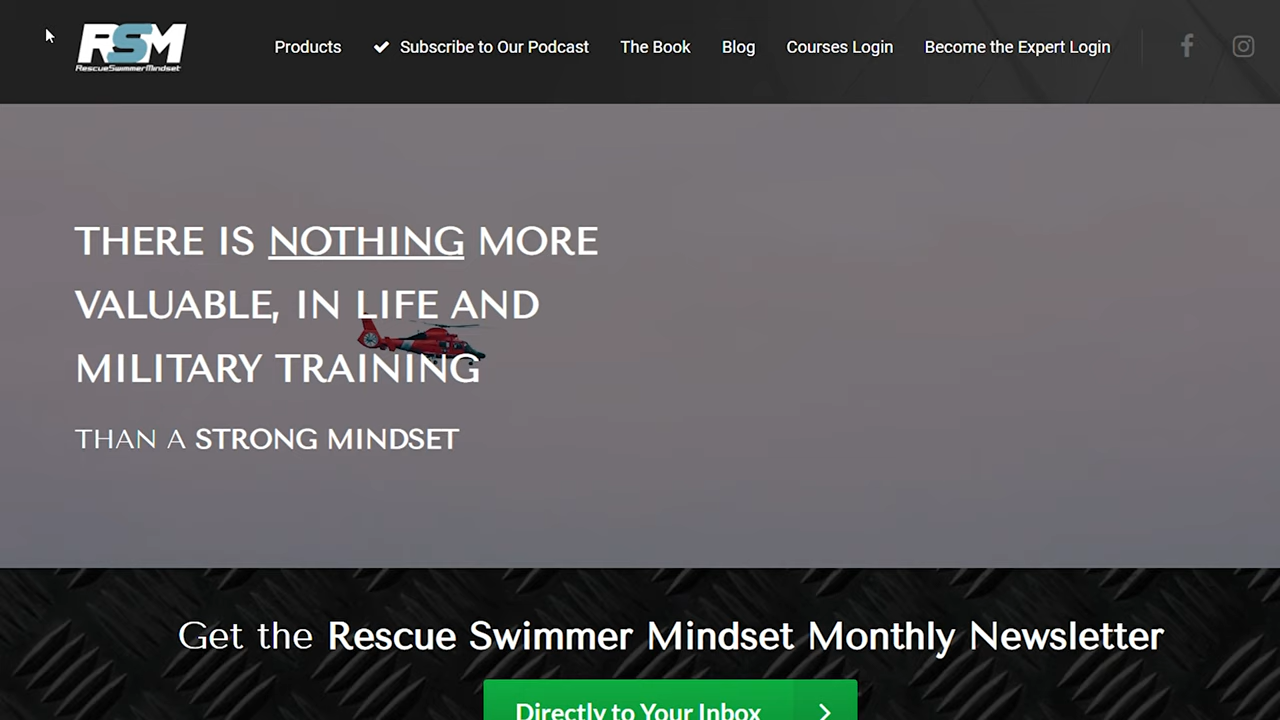 RSM
RescueSwimmerMindset
Products
Subscribe to Our Podcast
The Book
Blog
Courses Login
Become the Expert Login
THERE IS NOTHING MORE
VALUABLE, IN LIFE AND
MILITARY TRAINING
THAN A STRONG MINDSET
Get the Rescue Swimmer Mindset Monthly Newsletter
Directly to Your Inbox